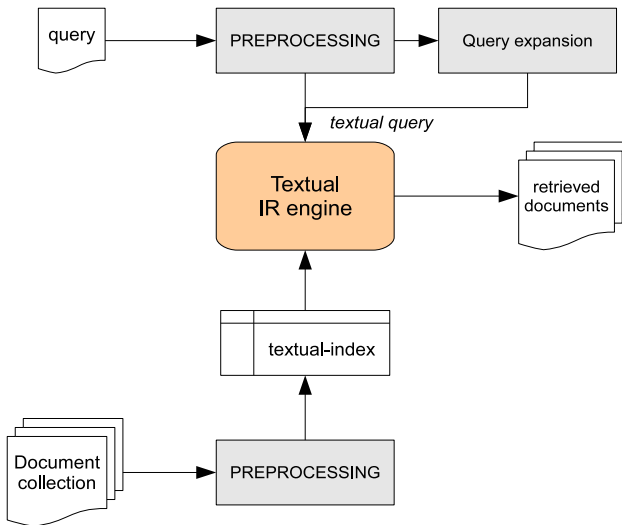 query
PREPROCESSING
Query expansion
textual query
Textual
IR engine
retrieved
documents
textual-index
Document
collection
PREPROCESSING